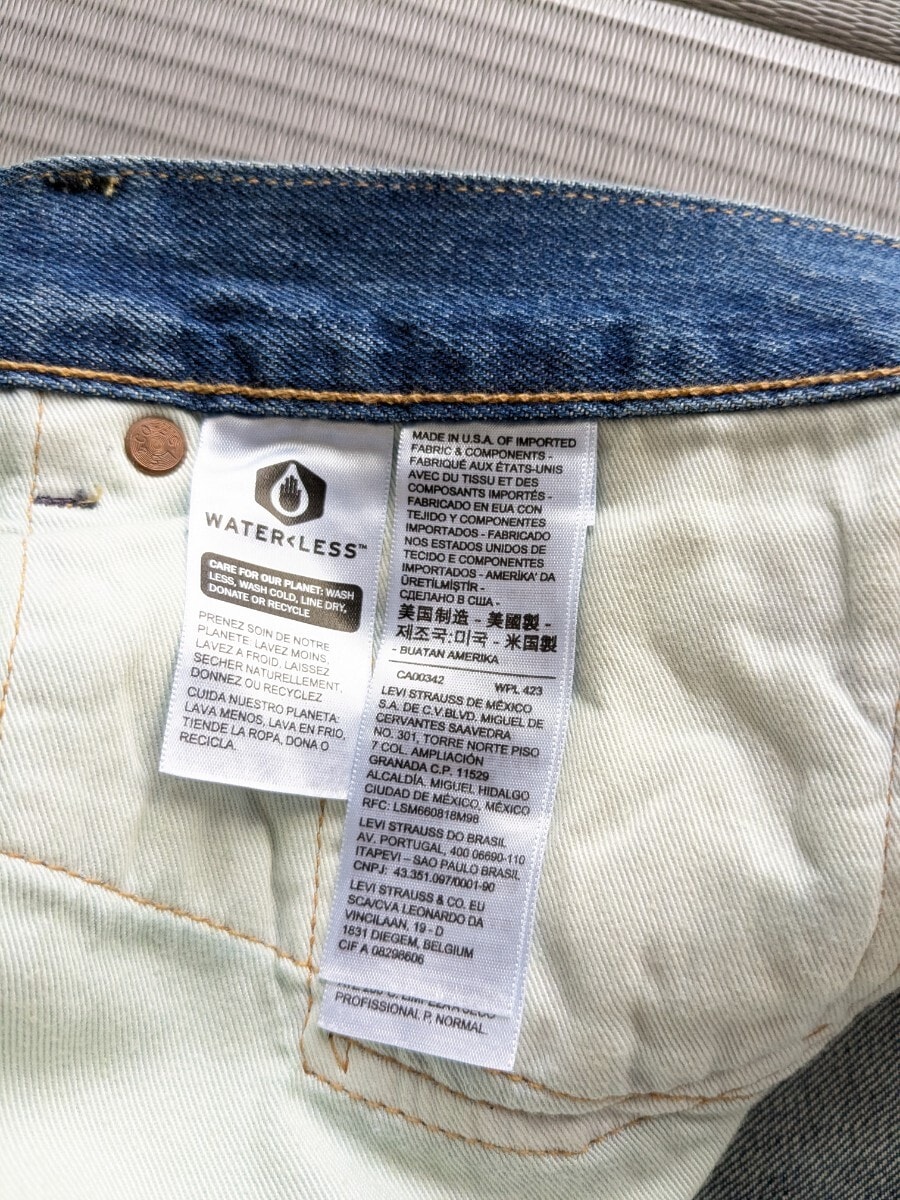 WATER<LESS™
CARE FOR OUR PLANET: WASH
LESS, WASH COLD, LINE DRY,
DONATE OR RECYCLE
PRENEZ SOIN DE NOTRE
PLANETE: LAVEZ MOINS,
LAVEZ A FROID, LAISSEZ
SECHER NATURELLEMENT,
DONNEZ OU RECYCLEZ
CUIDA NUESTRO PLANETA:
LAVA MENOS, LAVA EN FRIO,
TIENDE LA ROPA, DONA O
RECICLA.
MADE IN U.S.A. OF IMPORTED
FABRIC & COMPONENTS -
FABRIQUÉ AUX ÉTATS-UNIS
AVEC DU TISSU ET DES
COMPOSANTS IMPORTÉS -
FABRICADO EN EUA CON
TEJIDO Y COMPONENTES
IMPORTADOS - FABRICADO
NOS ESTADOS UNIDOS DE
TECIDO E COMPONENTES
IMPORTADOS - AMERİKA' DA
ÜRETİLMİŞTİR -
СДЕЛАНО В США -
美国制造 - 美國製 -
제조국:미국 - 米国製
- BUATAN AMERIKA
CA00342 WPL 423
LEVI STRAUSS DE MÉXICO
S.A. DE C.V.BLVD. MIGUEL DE
CERVANTES SAAVEDRA
NO. 301, TORRE NORTE PISO
7 COL. AMPLIACIÓN
GRANADA C.P. 11529
ALCALDÍA. MIGUEL HIDALGO
CIUDAD DE MÉXICO, MÉXICO
RFC: LSM660818M98
LEVI STRAUSS DO BRASIL
AV. PORTUGAL, 400 06690-110
ITAPEVI – SAO PAULO BRASIL
CNPJ: 43.351.097/0001-90
LEVI STRAUSS & CO. EU
SCA/CVA LEONARDO DA
VINCILAAN, 19 - D
1831 DIEGEM, BELGIUM
CIF A 08298606
PROFISSIONAL P, NORMAL